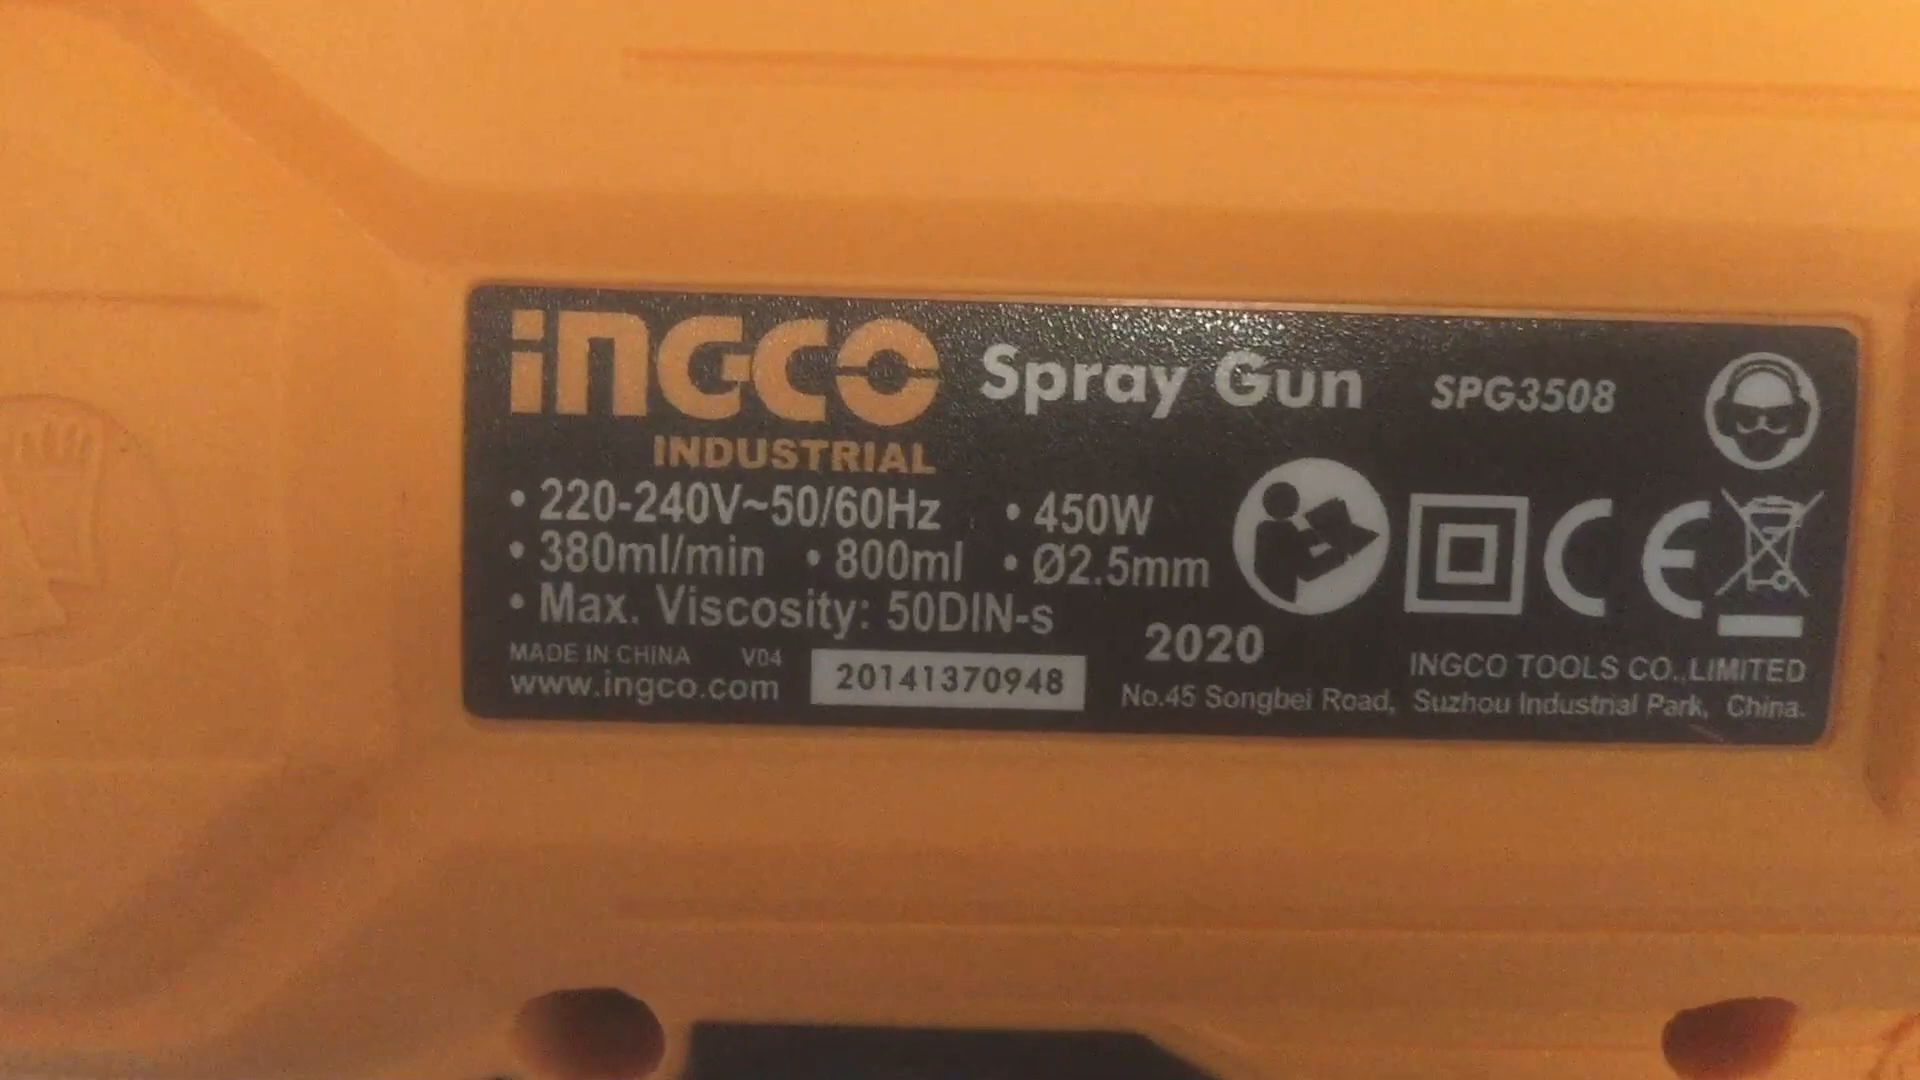 ingco Spray Gun SPG3508
INDUSTRIAL
• 220-240V~50/60Hz • 450W
• 380ml/min • 800ml • Ø2.5mm
• Max. Viscosity: 50DIN-s
CE
MADE IN CHINA V04 20141370948 2020 INGCO TOOLS CO.,LIMITED
www.ingco.com No.45 Songbei Road, Suzhou Industrial Park, China.